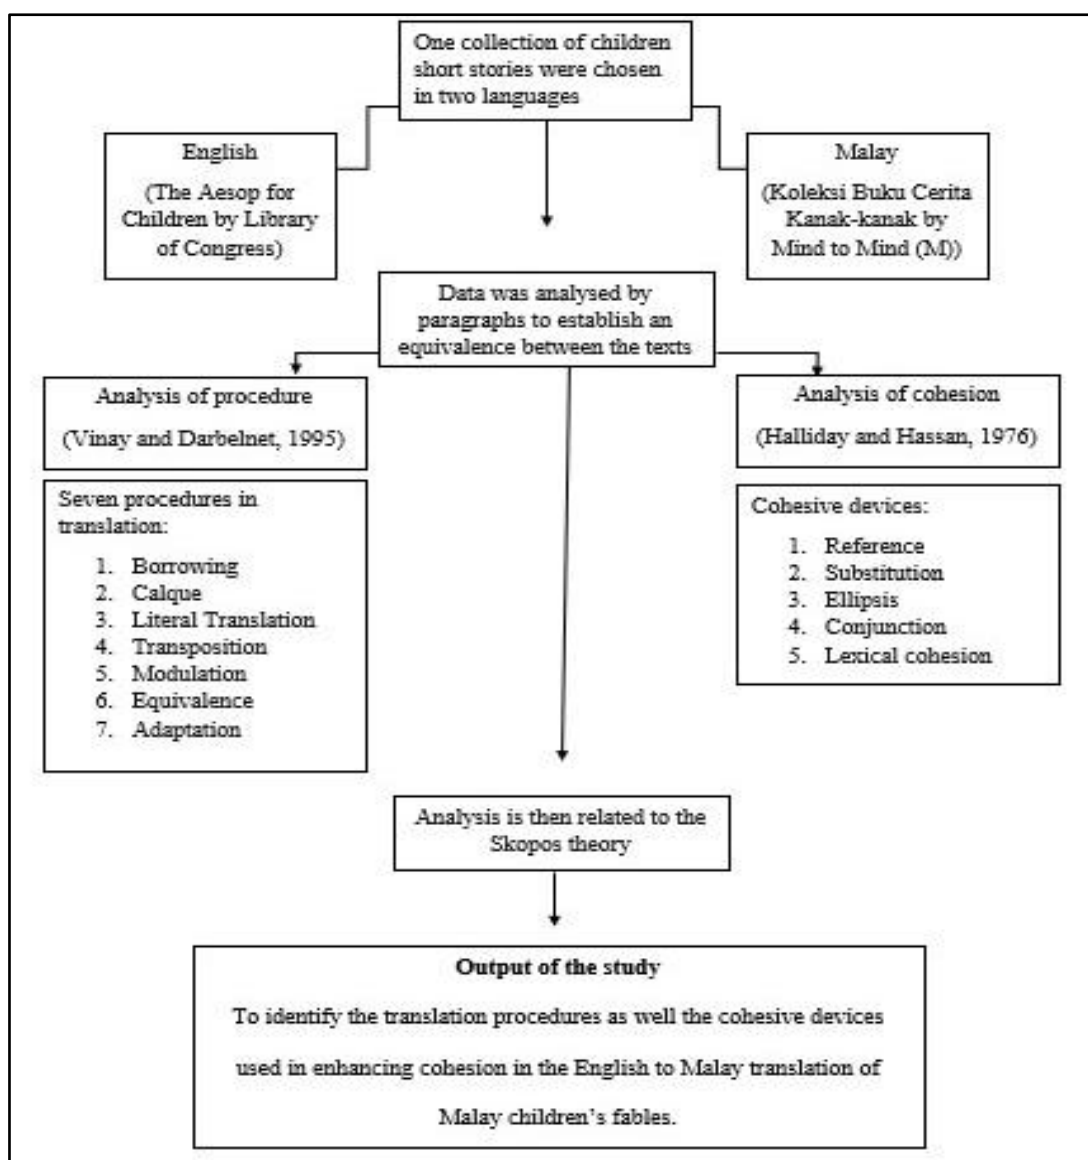 One collection of children
short stories were chosen
in two languages
English
(The Aesop for
Children by Library
of Congress)
Malay
(Koleksi Buku Cerita
Kanak-kanak by
Mind to Mind (M))
Data was analysed by
paragraphs to establish an
equivalence between the texts
Analysis of procedure
(Vinay and Darbelnet, 1995)
Seven procedures in
translation:
1. Borrowing
2. Calque
3. Literal Translation
4. Transposition
5. Modulation
6. Equivalence
7. Adaptation
Analysis of cohesion
(Halliday and Hassan, 1976)
Cohesive devices:
1. Reference
2. Substitution
3. Ellipsis
4. Conjunction
5. Lexical cohesion
Analysis is then related to the
Skopos theory
Output of the study
To identify the translation procedures as well the cohesive devices
used in enhancing cohesion in the English to Malay translation of
Malay children’s fables.